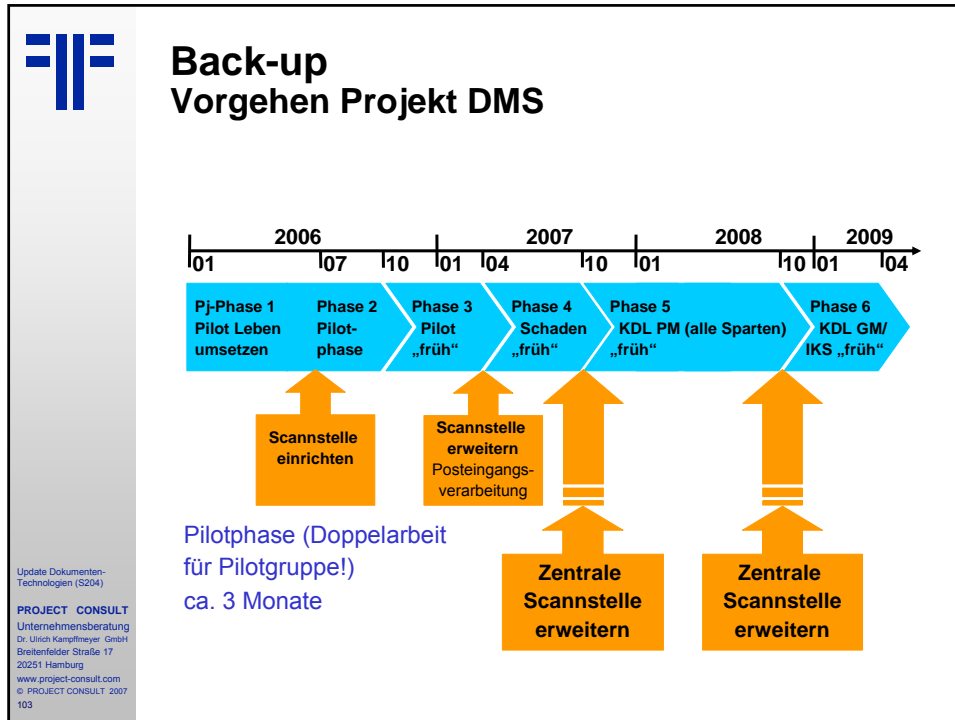 Back-up
Vorgehen Projekt DMS
2006 2007 2008 2009
01 07 10 01 04 10 01 10 01 04
Pj-Phase 1
Pilot Leben
umsetzen
Phase 2
Pilot-
phase
Phase 3
Pilot
„früh“
Phase 4
Schaden
„früh“
Phase 5
KDL PM (alle Sparten)
„früh“
Phase 6
KDL GM/
IKS „früh“
Scannstelle
einrichten
Scannstelle
erweitern
Posteingangs-
verarbeitung
Zentrale
Scannstelle
erweitern
Zentrale
Scannstelle
erweitern
Pilotphase (Doppelarbeit
für Pilotgruppe!)
ca. 3 Monate
Update Dokumenten-
Technologien (S204)
PROJECT CONSULT
Unternehmensberatung
Dr. Ulrich Kampffmeyer GmbH
Breitenfelder Straße 17
20251 Hamburg
www.project-consult.com
© PROJECT CONSULT 2007
103